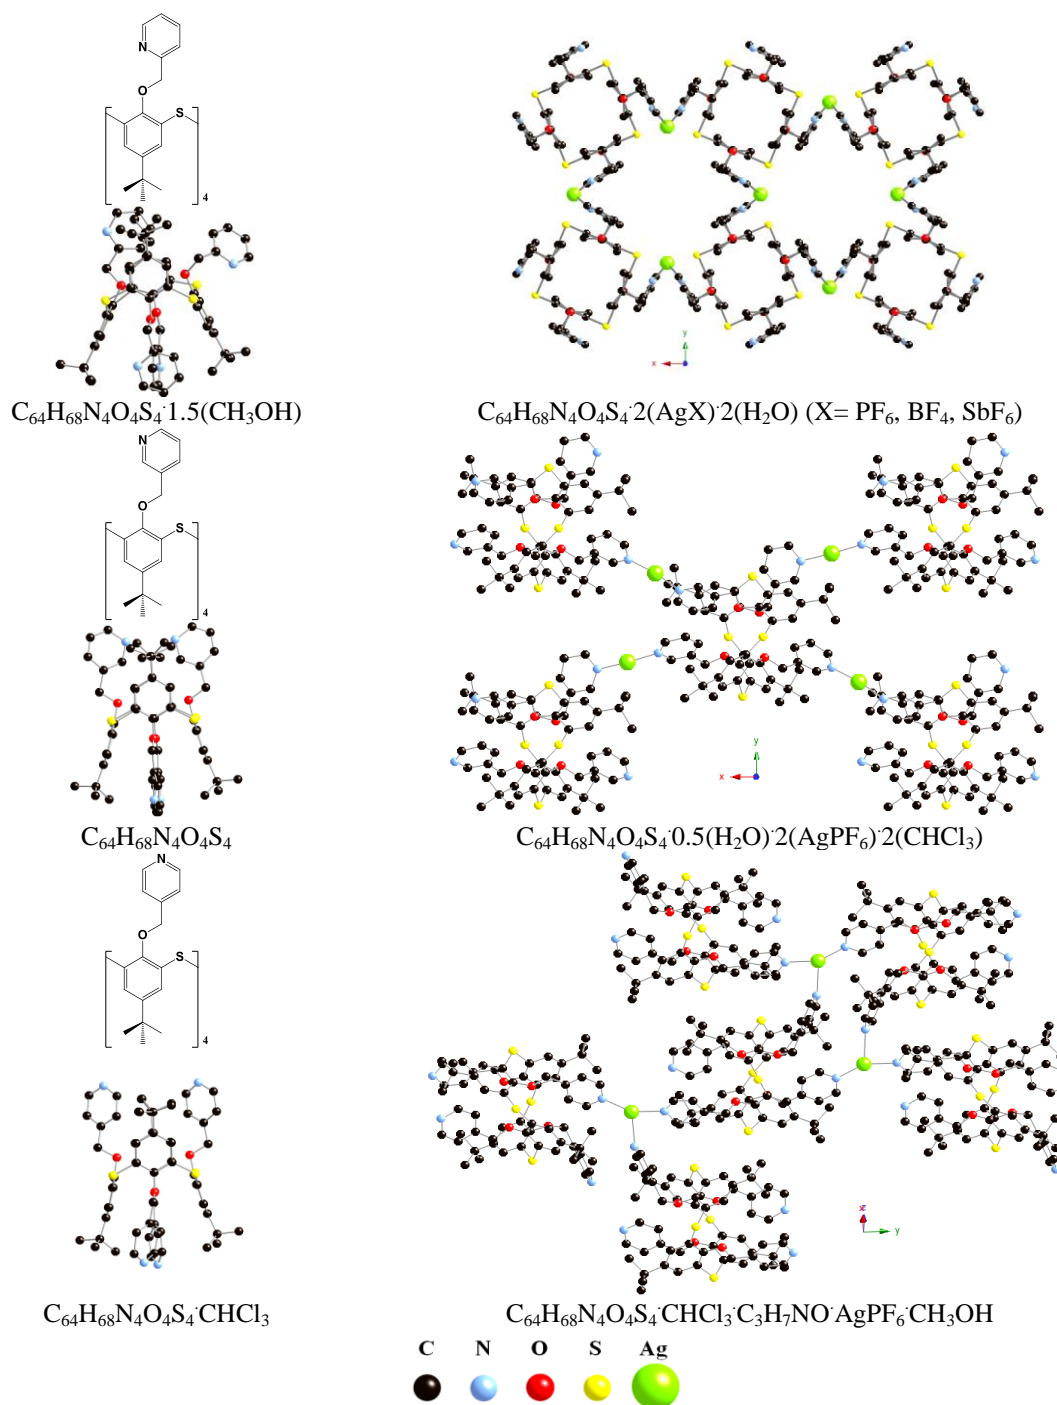 N
O
S
4
y
x
C₆₄H₆₈N₄O₄S₄·1.5(CH₃OH)
C₆₄H₆₈N₄O₄S₄·2(AgX)·2(H₂O) (X= PF₆, BF₄, SbF₆)
N
O
S
4
y
x
C₆₄H₆₈N₄O₄S₄
C₆₄H₆₈N₄O₄S₄·0.5(H₂O)·2(AgPF₆)·2(CHCl₃)
N
O
S
4
x z
y
C₆₄H₆₈N₄O₄S₄·CHCl₃
C₆₄H₆₈N₄O₄S₄·CHCl₃·C₃H₇NO·AgPF₆·CH₃OH
C N O S Ag